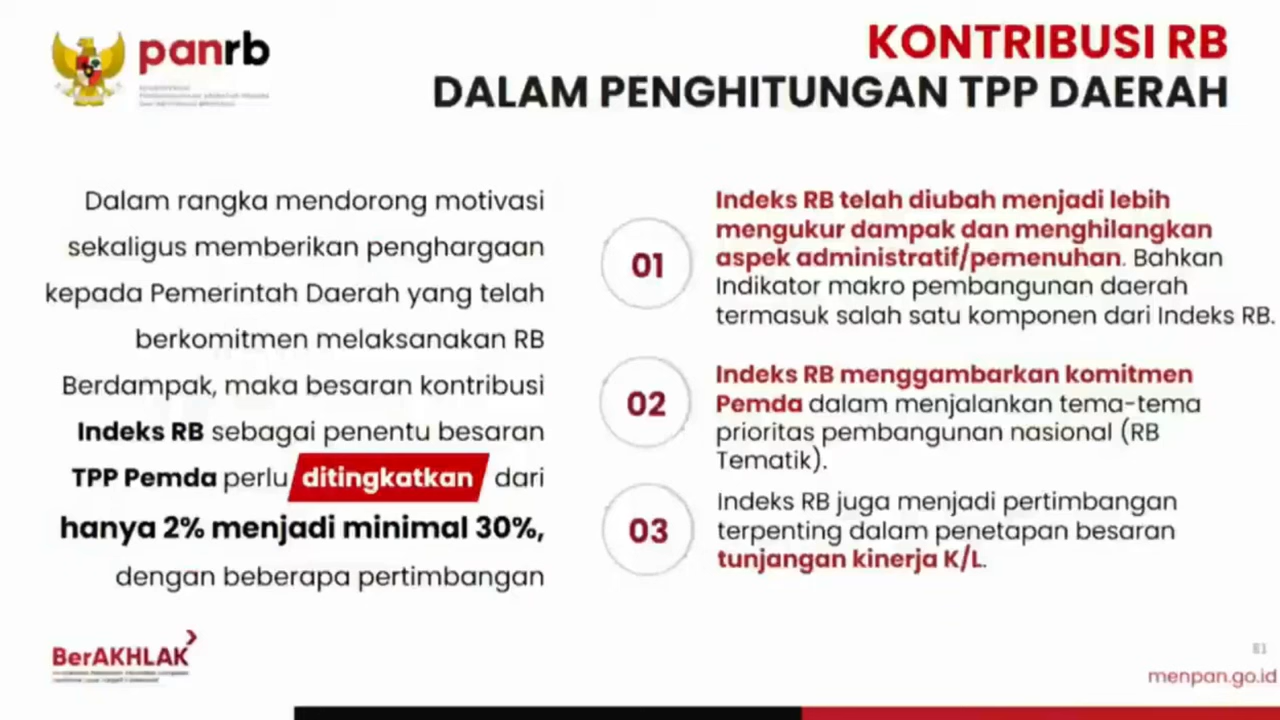 panrb
KONTRIBUSI RB
DALAM PENGHITUNGAN TPP DAERAH
Dalam rangka mendorong motivasi
sekaligus memberikan penghargaan
kepada Pemerintah Daerah yang telah
berkomitmen melaksanakan RB
Berdampak, maka besaran kontribusi
Indeks RB sebagai penentu besaran
TPP Pemda perlu ditingkatkan dari
hanya 2% menjadi minimal 30%,
dengan beberapa pertimbangan
01
Indeks RB telah diubah menjadi lebih
mengukur dampak dan menghilangkan
aspek administratif/pemenuhan. Bahkan
Indikator makro pembangunan daerah
termasuk salah satu komponen dari Indeks RB.
02
Indeks RB menggambarkan komitmen
Pemda dalam menjalankan tema-tema
prioritas pembangunan nasional (RB
Tematik).
03
Indeks RB juga menjadi pertimbangan
terpenting dalam penetapan besaran
tunjangan kinerja K/L.
BerAKHLAK
menpan.go.id